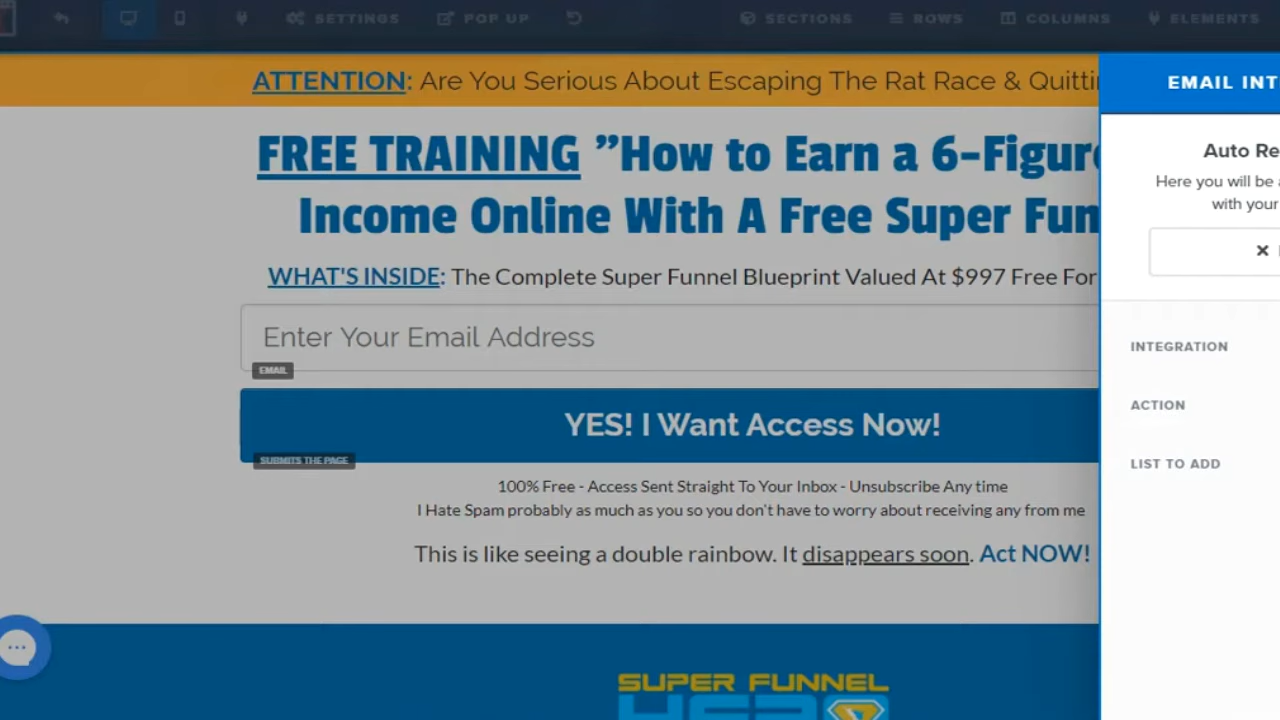 SETTINGS POP UP SECTIONS ROWS COLUMNS ELEMENTS
ATTENTION: Are You Serious About Escaping The Rat Race & Quitti
EMAIL INT
FREE TRAINING "How to Earn a 6-Figure
Income Online With A Free Super Fun
Auto Re
Here you will be
with your
WHAT'S INSIDE: The Complete Super Funnel Blueprint Valued At $997 Free For
Enter Your Email Address
EMAIL
INTEGRATION
ACTION
LIST TO ADD
YES! I Want Access Now!
SUBMITS THE PAGE
100% Free - Access Sent Straight To Your Inbox - Unsubscribe Any time
I Hate Spam probably as much as you so you don't have to worry about receiving any from me
This is like seeing a double rainbow. It disappears soon. Act NOW!
SUPER FUNNEL
HERO